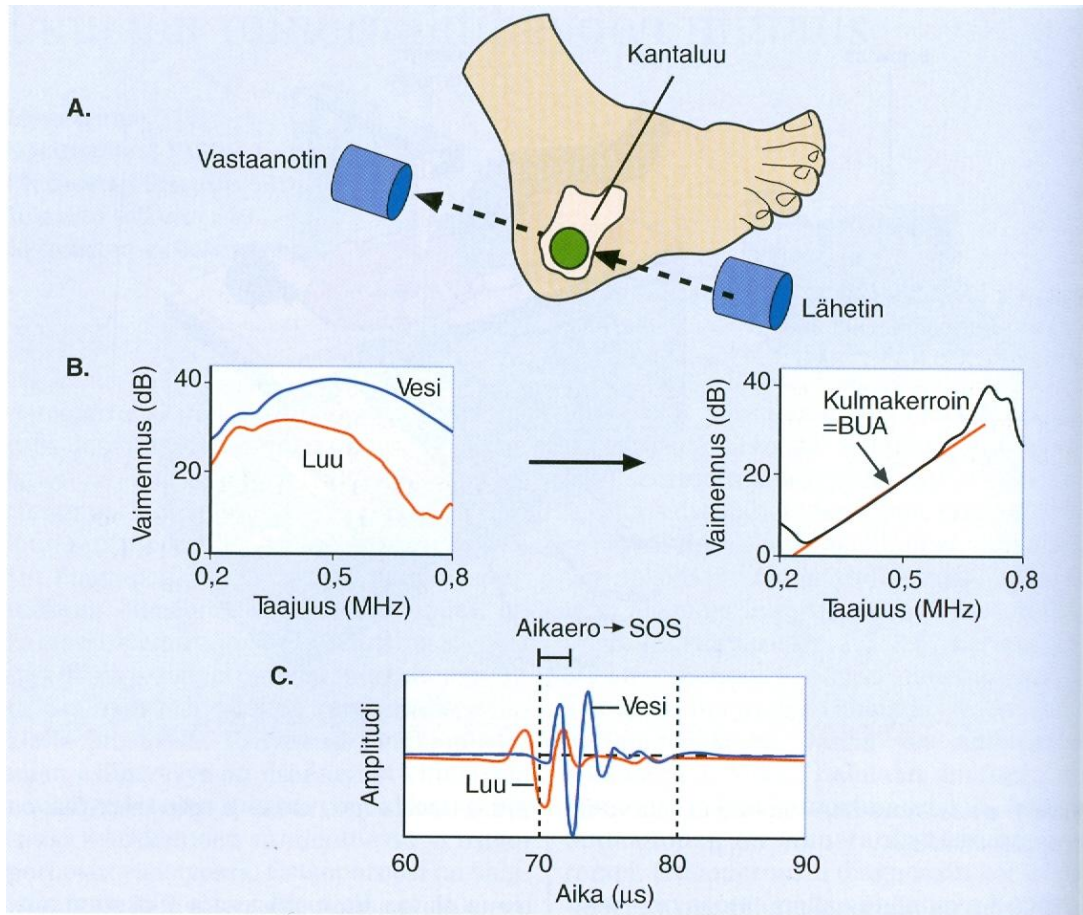 A.
Kantaluu
Vastaanotin
Lähetin
B.
Vaimennus (dB)
40
20
0
Vesi
Luu
0,2
0,5
0,8
Taajuus (MHz)
Vaimennus (dB)
40
20
0
Kulmakerroin
=BUA
0,2
0,5
0,8
Taajuus (MHz)
Aikaero → SOS
C.
Amplitudi
Vesi
Luu
60
70
80
90
Aika (μs)